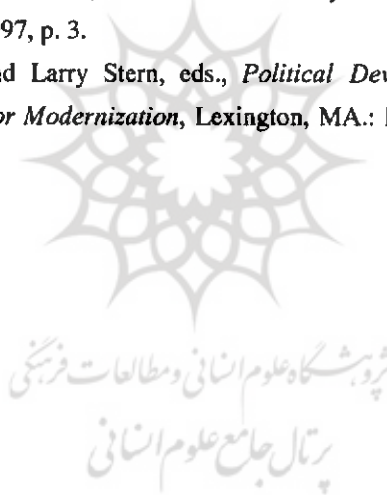 97, p. 3.
nd Larry Stern, eds., Political Dev
or Modernization, Lexington, MA.:
پژوهشگاه علوم انسانی و مطالعات فرهنگی
پرتال جامع علوم انسانی